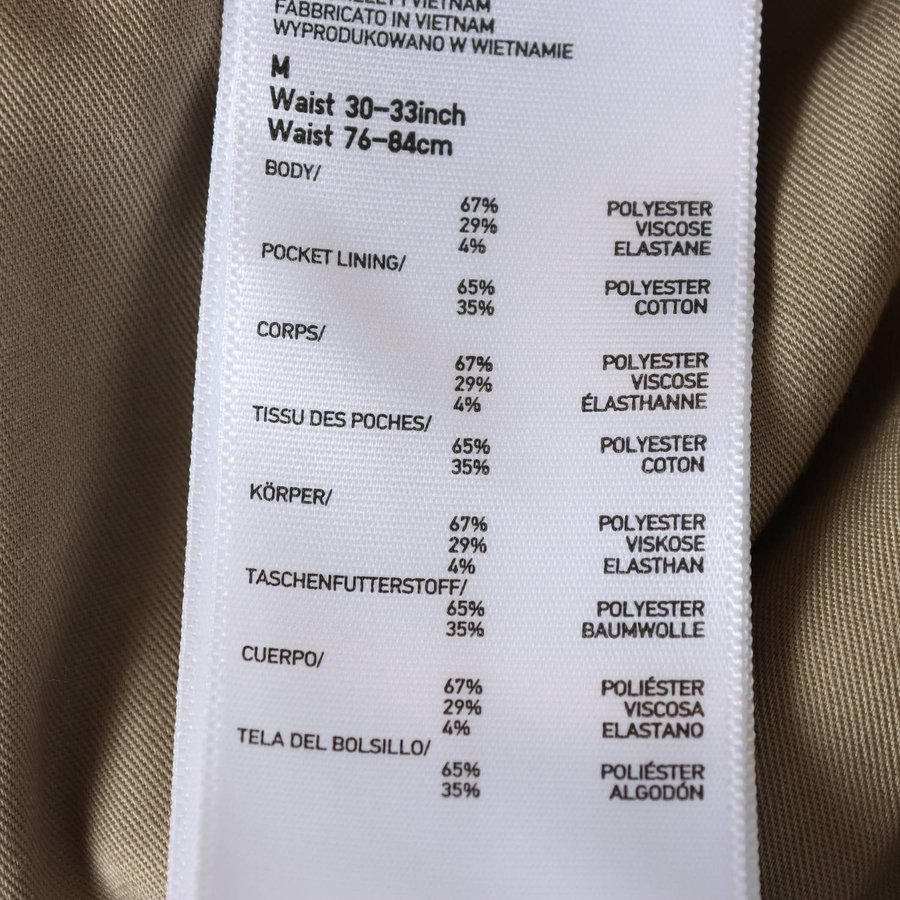 VIETNAM
FABBRICATO IN VIETNAM
WYPRODUKOWANO W WIETNAMIE
M
Waist 30-33inch
Waist 76-84cm
BODY/
67% POLYESTER
29% VISCOSE
4% ELASTANE
POCKET LINING/
65% POLYESTER
35% COTTON
CORPS/
67% POLYESTER
29% VISCOSE
4% ÉLASTHANNE
TISSU DES POCHES/
65% POLYESTER
35% COTON
KÖRPER/
67% POLYESTER
29% VISKOSE
4% ELASTHAN
TASCHENFUTTERSTOFF/
65% POLYESTER
35% BAUMWOLLE
CUERPO/
67% POLIÉSTER
29% VISCOSA
4% ELASTANO
TELA DEL BOLSILLO/
65% POLIÉSTER
35% ALGODÓN